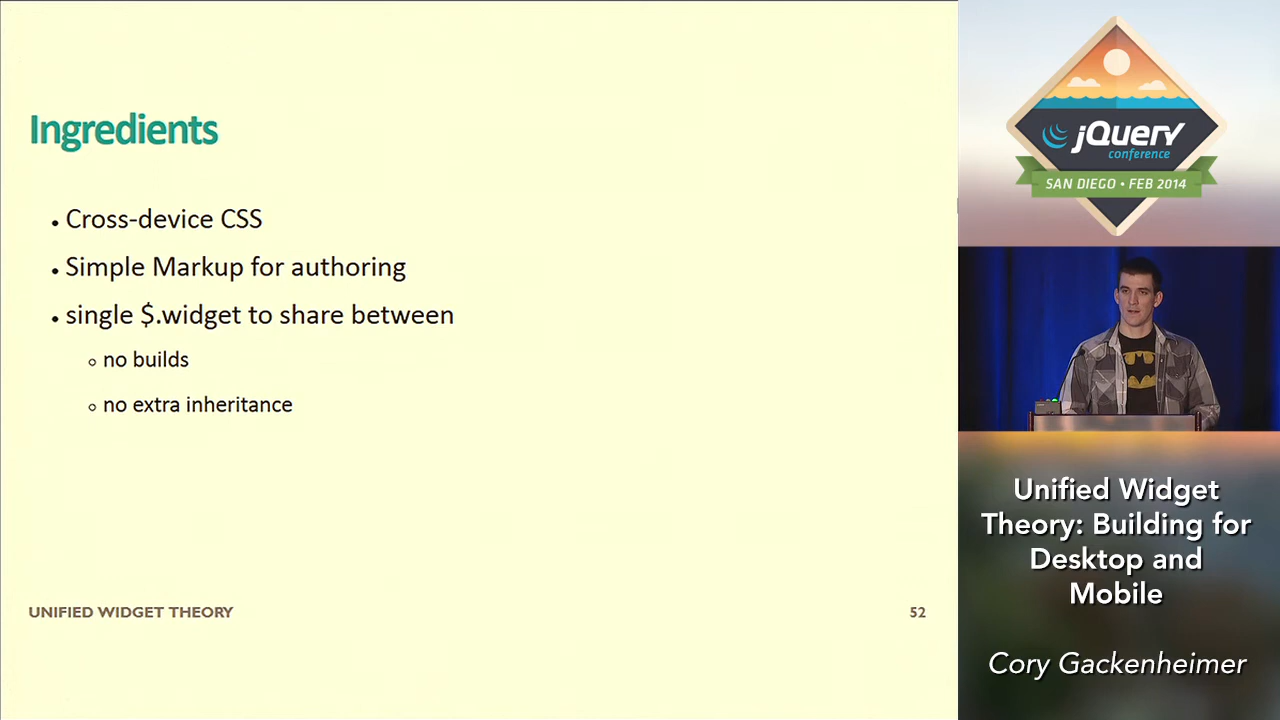 Ingredients
• Cross-device CSS
• Simple Markup for authoring
• single $.widget to share between
○ no builds
○ no extra inheritance
UNIFIED WIDGET THEORY
52
jQuery
conference
SAN DIEGO • FEB 2014
Unified Widget
Theory: Building for
Desktop and
Mobile
Cory Gackenheimer